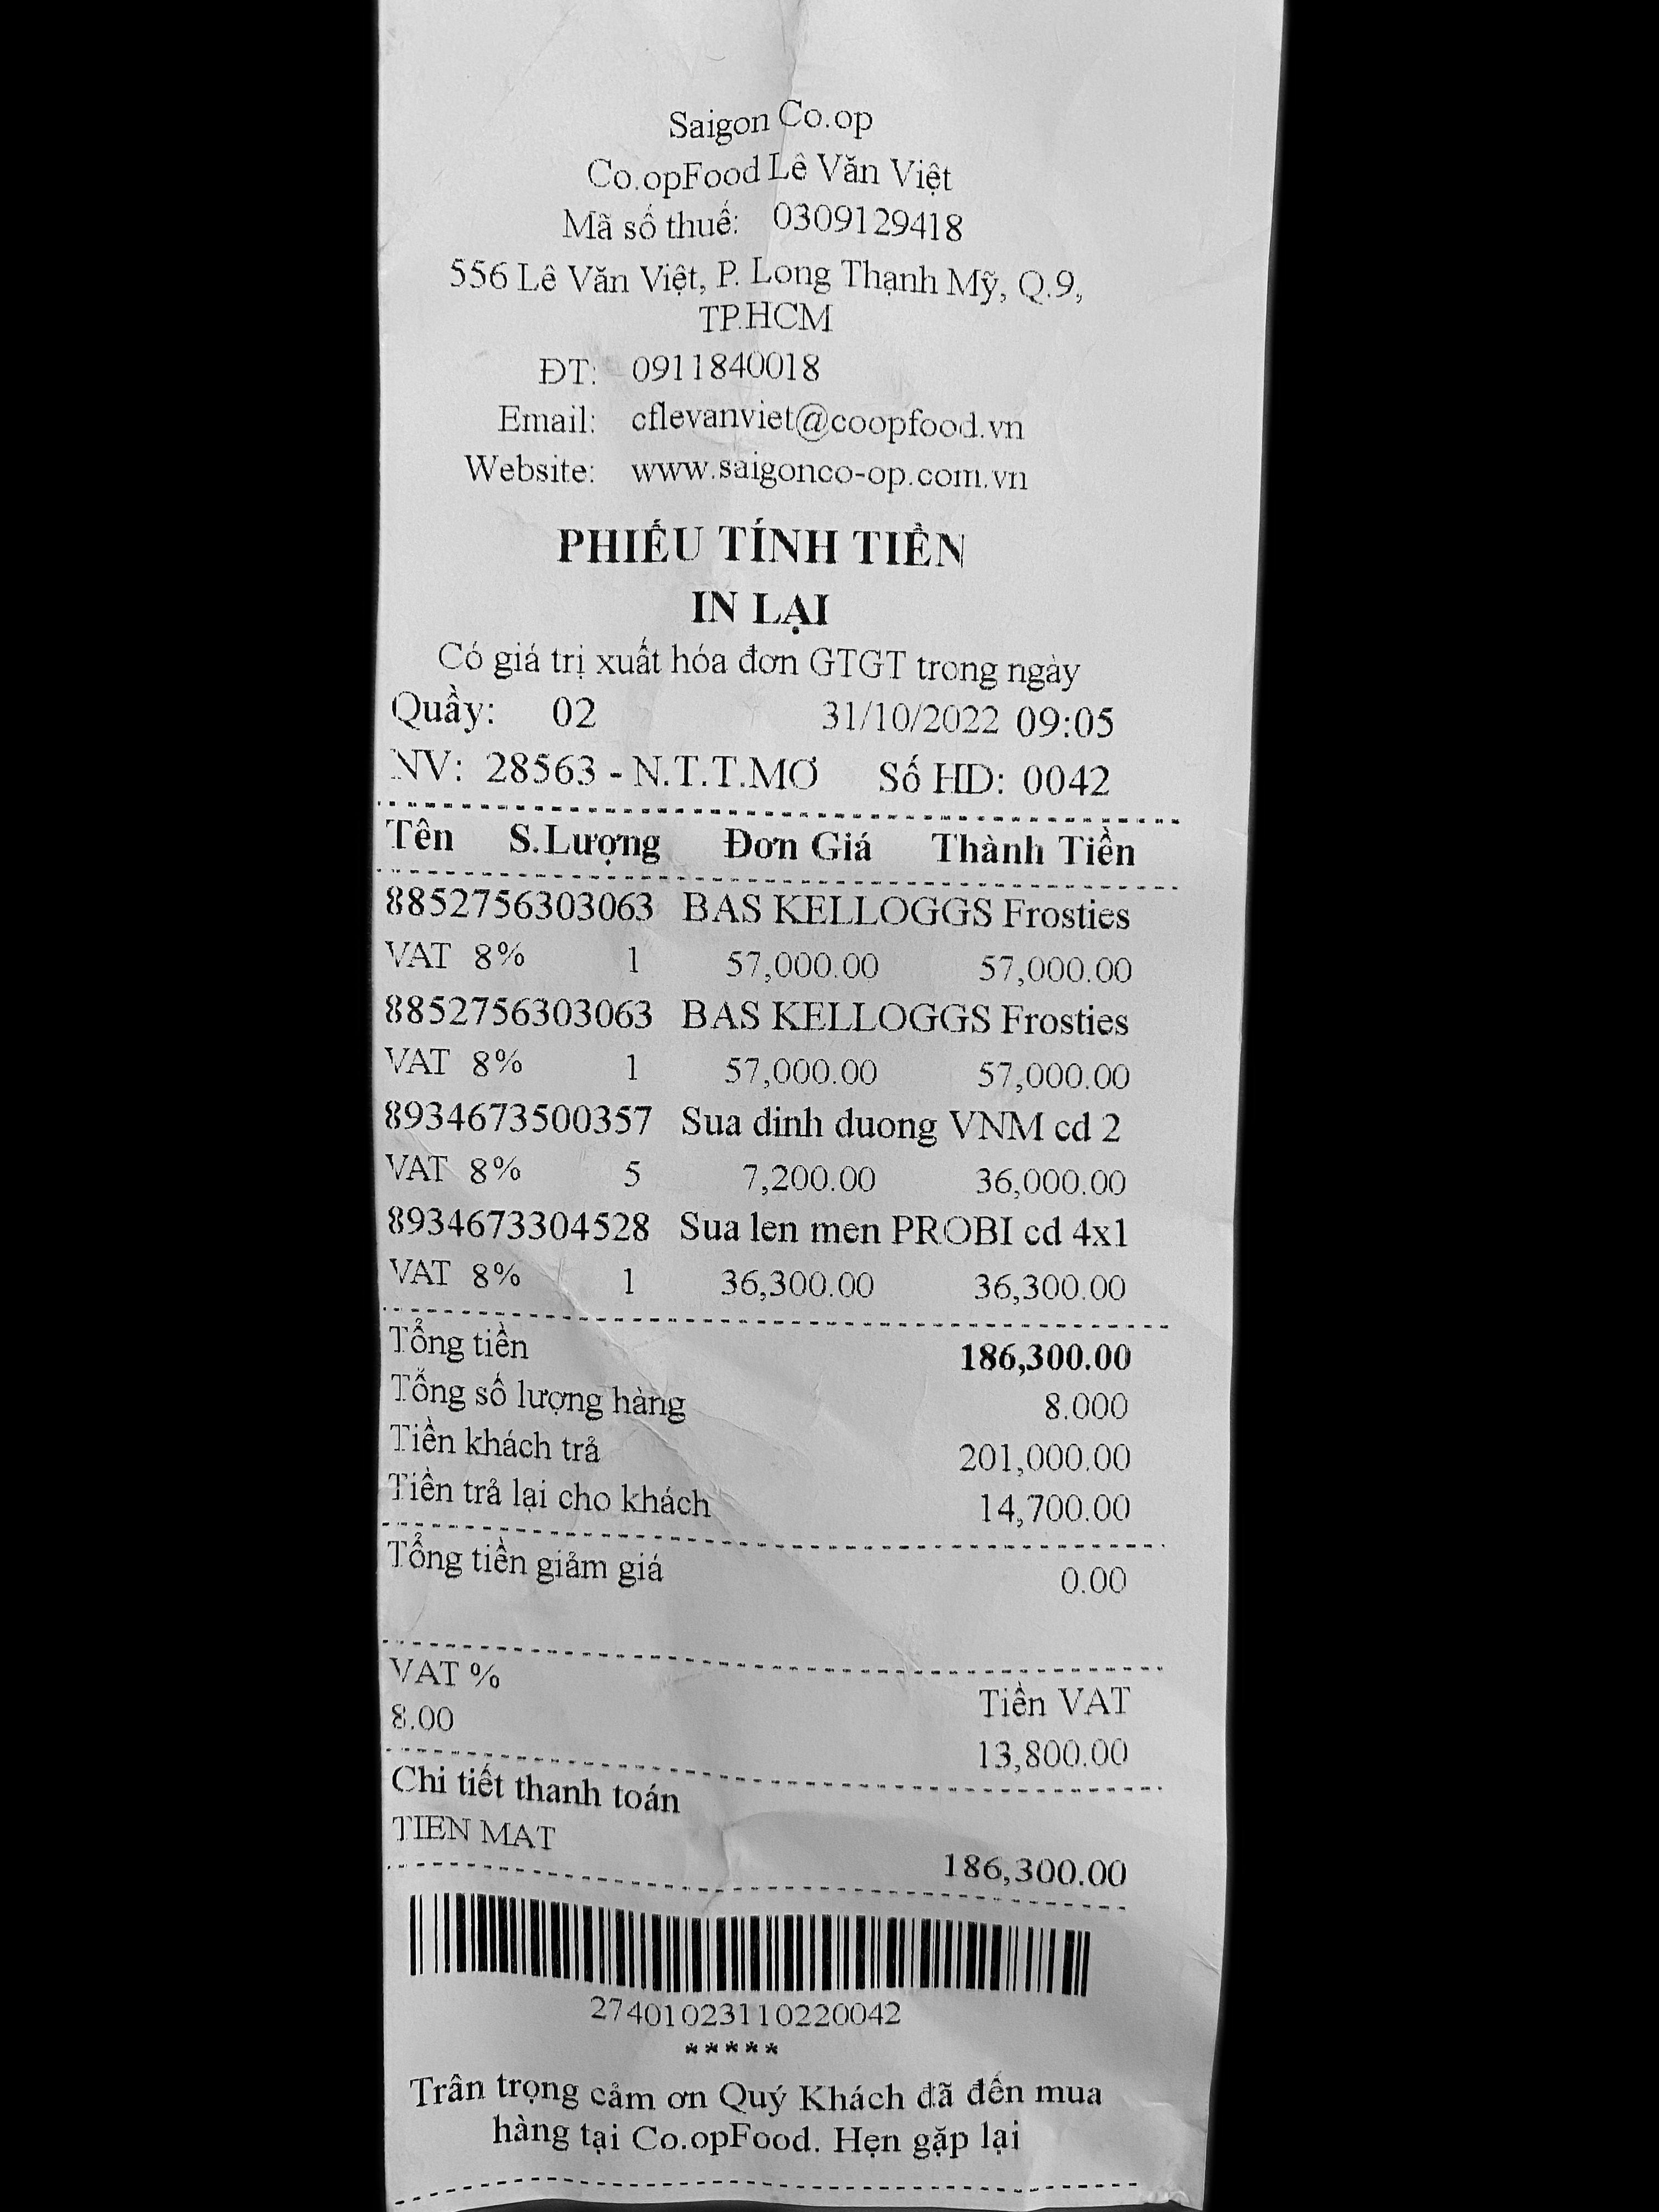 Saigon Co.op
Co.opFood Lê Văn Việt
Mã số thuế: 0309129418
556 Lê Văn Việt, P. Long Thạnh Mỹ, Q.9,
TP.HCM
ĐT: 0911840018
Email: cflevanviet@coopfood.vn
Website: www.saigonco-op.com.vn
PHIẾU TÍNH TIỀN
IN LẠI
Có giá trị xuất hóa đơn GTGT trong ngày
Quầy: 02 31/10/2022 09:05
NV: 28563 - N.T.T.MƠ Số HD: 0042
Tên S.Lượng Đơn Giá Thành Tiền
8852756303063 BAS KELLOGGS Frosties
VAT 8% 1 57,000.00 57,000.00
8852756303063 BAS KELLOGGS Frosties
VAT 8% 1 57,000.00 57,000.00
8934673500357 Sua dinh duong VNM cd 2
VAT 8% 5 7,200.00 36,000.00
8934673304528 Sua len men PROBI cd 4x1
VAT 8% 1 36,300.00 36,300.00
Tổng tiền 186,300.00
Tổng số lượng hàng 8.000
Tiền khách trả 201,000.00
Tiền trả lại cho khách 14,700.00
Tổng tiền giảm giá 0.00
VAT % Tiền VAT
8.00 13,800.00
Chi tiết thanh toán
TIEN MAT 186,300.00
27401023110220042
*****
Trân trọng cảm ơn Quý Khách đã đến mua
hàng tại Co.opFood. Hẹn gặp lại